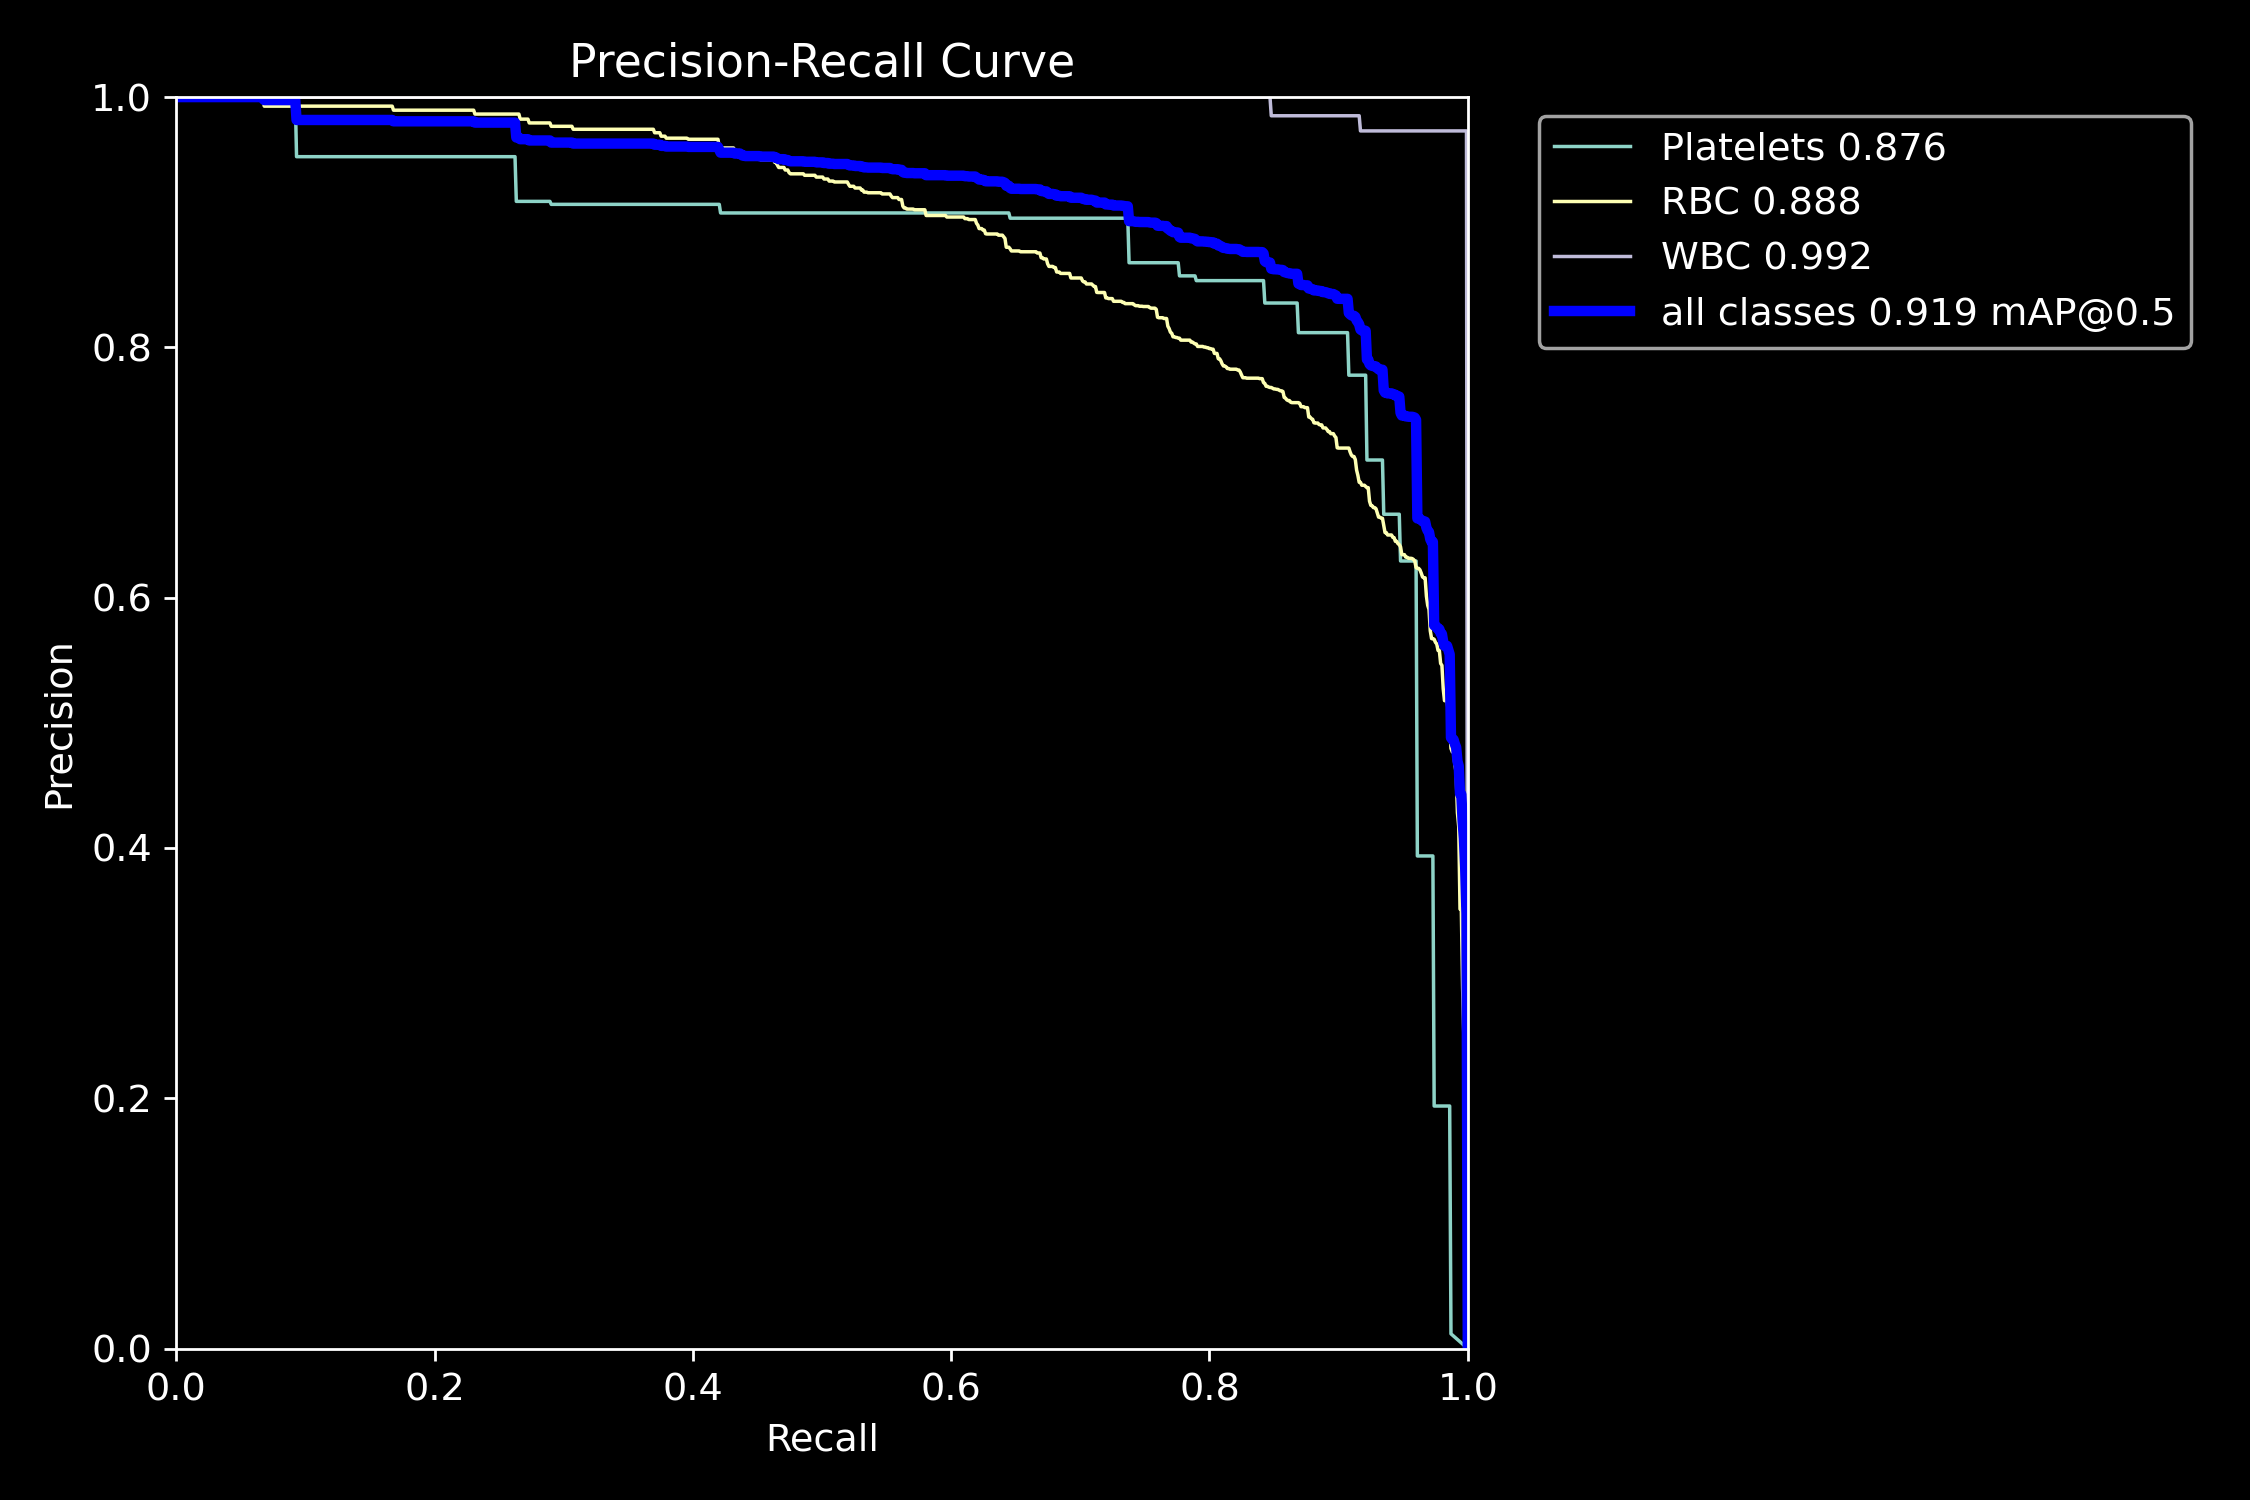 Precision-Recall Curve
1.0
0.8
0.6
0.4
0.2
0.0
Precision
0.0 0.2 0.4 0.6 0.8 1.0
Recall
Platelets 0.876
RBC 0.888
WBC 0.992
all classes 0.919 mAP@0.5